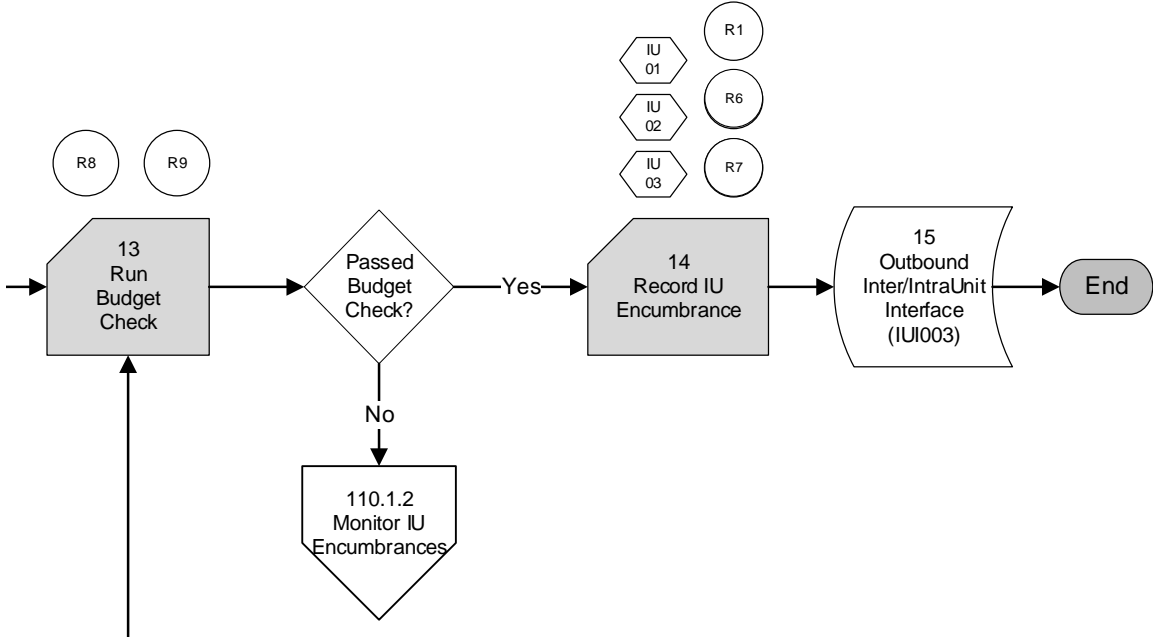 IU
01
R1
IU
02
R6
IU
03
R7
R8
R9
13
Run
Budget
Check
Passed
Budget
Check?
Yes
14
Record IU
Encumbrance
15
Outbound
Inter/IntraUnit
Interface
(IUI003)
End
No
110.1.2
Monitor IU
Encumbrances